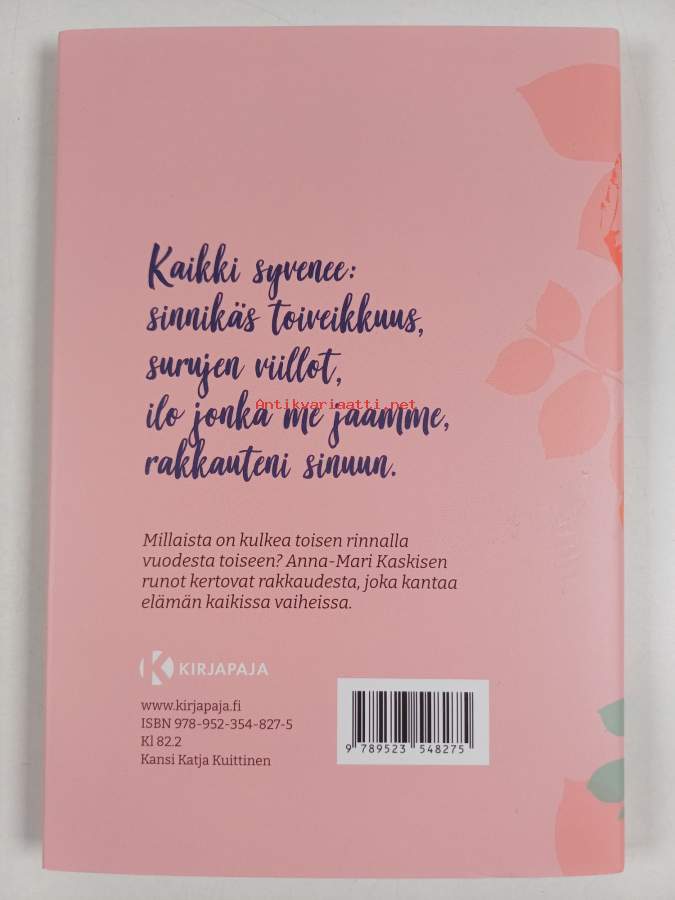 Kaikki syvenee:
sinnikäs toiveikkuus,
surujen viillot,
Antikvariaatti.net
ilo jonka me jaamme,
rakkauteni sinuun.
Millaista on kulkea toisen rinnalla
vuodesta toiseen? Anna-Mari Kaskisen
runot kertovat rakkaudesta, joka kantaa
elämän kaikissa vaiheissa.
KIRJAPAJA
www.kirjapaja.fi
ISBN 978-952-354-827-5
Kl 82.2
Kansi Katja Kuittinen
9 789523 548275